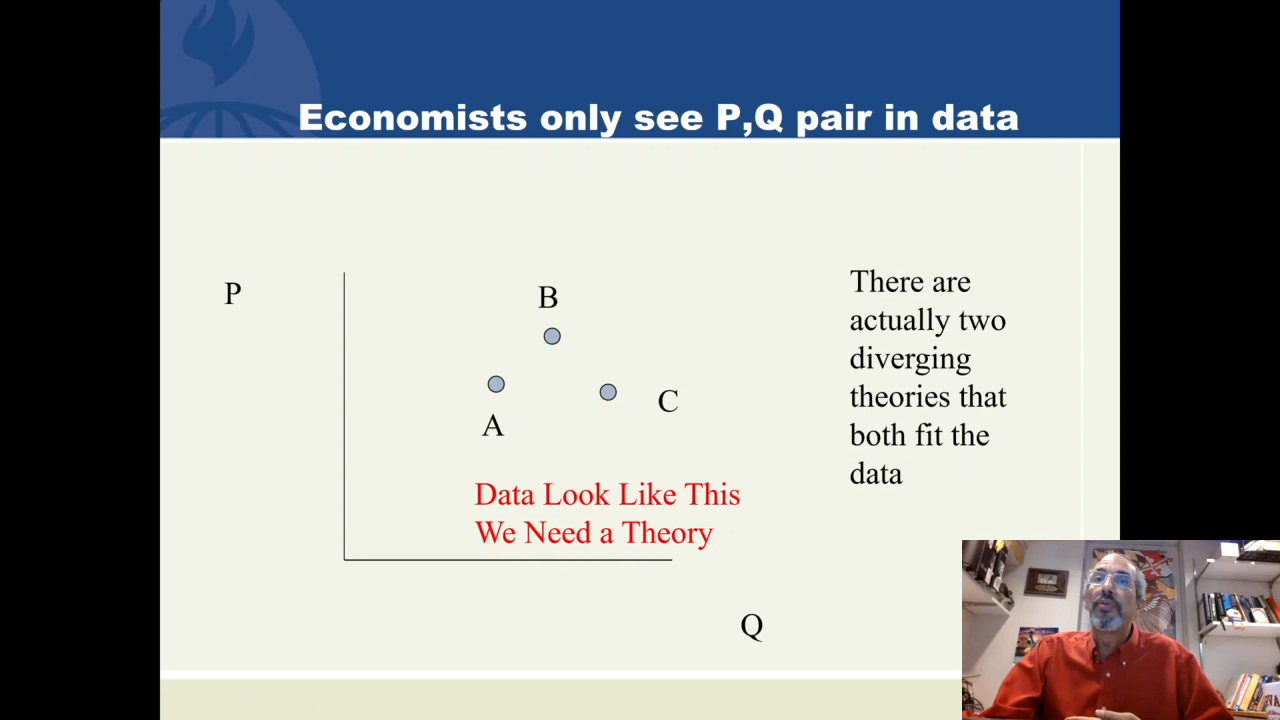 Economists only see P,Q pair in data
P
B
A
C
Data Look Like This
We Need a Theory
Q
There are
actually two
diverging
theories that
both fit the
data